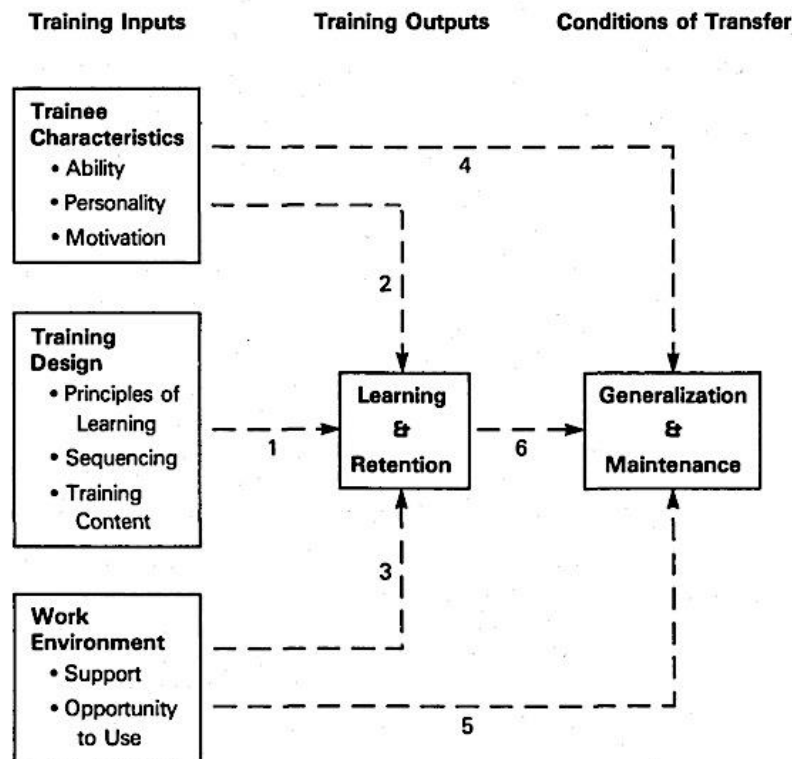 Training Inputs
Training Outputs
Conditions of Transfer
Trainee
Characteristics
• Ability
• Personality
• Motivation
4
2
Training
Design
• Principles of
Learning
• Sequencing
• Training
Content
1
Learning
&
Retention
6
Generalization
&
Maintenance
3
Work
Environment
• Support
• Opportunity
to Use
5